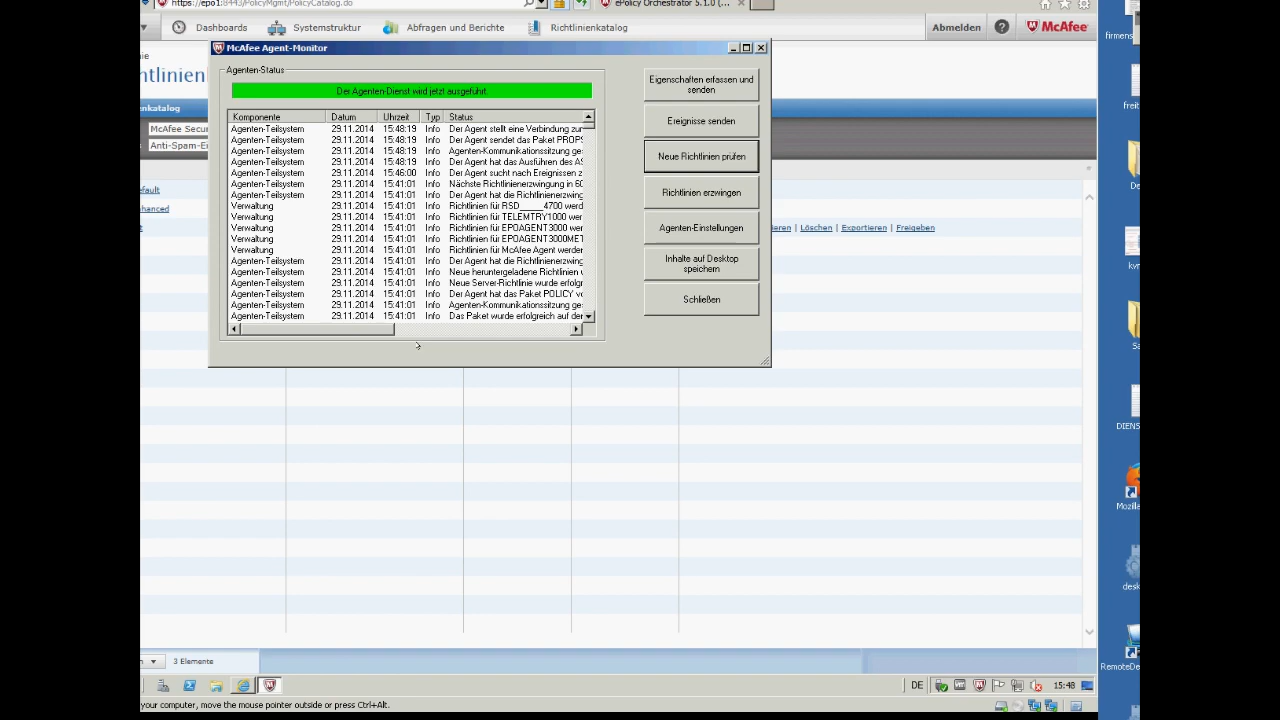 https://epo1:8443/PolicyMgmt/PolicyCatalog.do
ePolicy Orchestrator 5.1.0 (...
Dashboards Systemstruktur Abfragen und Berichte Richtlinienkatalog Abmelden McAfee
firmens
McAfee Agent-Monitor
Agenten-Status
Der Agenten-Dienst wird jetzt ausgeführt.
Komponente Datum Uhrzeit Typ Status
Agenten-Teilsystem 29.11.2014 15:48:19 Info Der Agent stellt eine Verbindung zur
Agenten-Teilsystem 29.11.2014 15:48:19 Info Der Agent sendet das Paket PROPS
Agenten-Teilsystem 29.11.2014 15:48:19 Info Agenten-Kommunikationssitzung ge
Agenten-Teilsystem 29.11.2014 15:48:19 Info Der Agent hat das Ausführen des AS
Agenten-Teilsystem 29.11.2014 15:46:00 Info Der Agent sucht nach Ereignissen z
Agenten-Teilsystem 29.11.2014 15:41:01 Info Nächste Richtlinienerzwingung in 60
Agenten-Teilsystem 29.11.2014 15:41:01 Info Der Agent hat die Richtlinienerzwing
Verwaltung 29.11.2014 15:41:01 Info Richtlinien für RSD_____4700 werd
Verwaltung 29.11.2014 15:41:01 Info Richtlinien für TELEMTRY1000 wer
Verwaltung 29.11.2014 15:41:01 Info Richtlinien für EPOAGENT3000 wer
Verwaltung 29.11.2014 15:41:01 Info Richtlinien für EPOAGENT3000MET
Verwaltung 29.11.2014 15:41:01 Info Richtlinien für McAfee Agent werden
Agenten-Teilsystem 29.11.2014 15:41:01 Info Der Agent hat die Richtlinienerzwing
Agenten-Teilsystem 29.11.2014 15:41:01 Info Neue heruntergeladene Richtlinien w
Agenten-Teilsystem 29.11.2014 15:41:01 Info Neue Server-Richtlinie wurde erfolgr
Agenten-Teilsystem 29.11.2014 15:41:01 Info Der Agent hat das Paket POLICY vo
Agenten-Teilsystem 29.11.2014 15:41:01 Info Agenten-Kommunikationssitzung ge
Agenten-Teilsystem 29.11.2014 15:41:01 Info Das Paket wurde erfolgreich auf der
Eigenschaften erfassen und
senden
Ereignisse senden
Neue Richtlinien prüfen
Richtlinien erzwingen
Agenten-Einstellungen
Inhalte auf Desktop
speichern
Schließen
nie
htlinienk
enkatalog
McAfee Secur
Anti-Spam-Ei
efault
nhanced
t
ieren | Löschen | Exportieren | Freigeben
freit
De
kvr
Sa
DIENS
Mozilla
desk
RemoteDe
3 Elemente
DE 15:48
your computer, move the mouse pointer outside or press Ctrl+Alt.